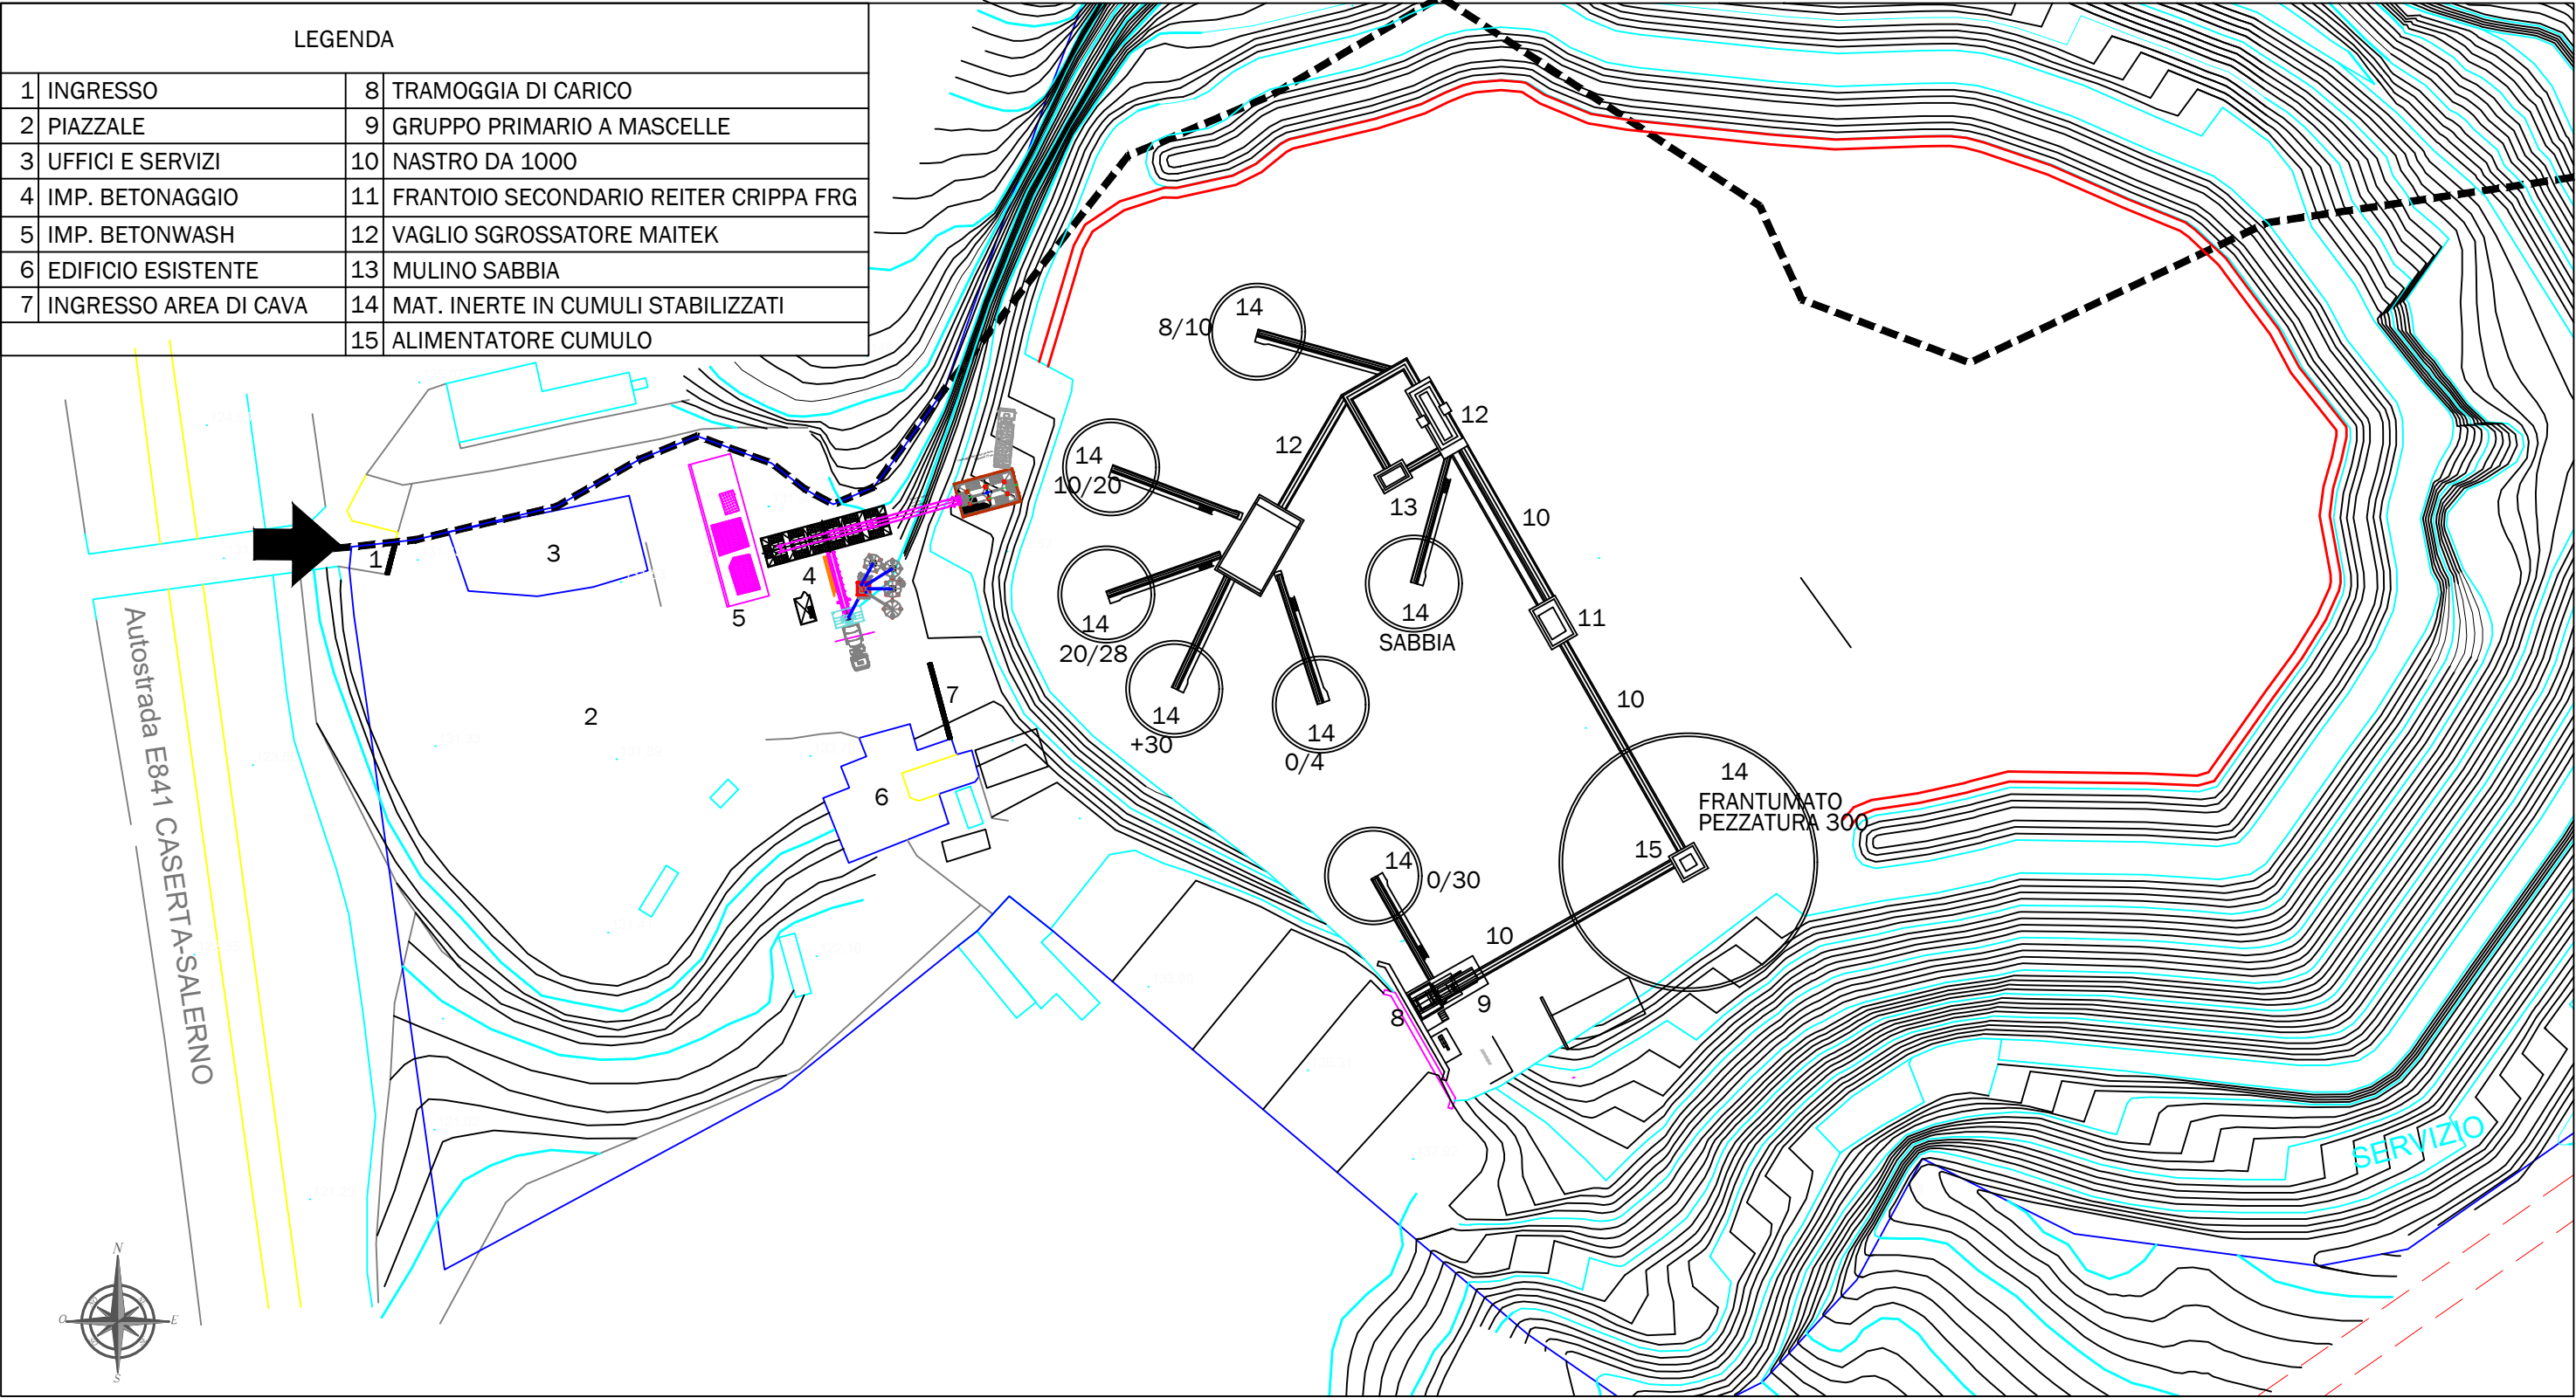 LEGENDA
1 INGRESSO 8 TRAMOGGIA DI CARICO
2 PIAZZALE 9 GRUPPO PRIMARIO A MASCELLE
3 UFFICI E SERVIZI 10 NASTRO DA 1000
4 IMP. BETONAGGIO 11 FRANTOIO SECONDARIO REITER CRIPPA FRG
5 IMP. BETONWASH 12 VAGLIO SGROSSATORE MAITEK
6 EDIFICIO ESISTENTE 13 MULINO SABBIA
7 INGRESSO AREA DI CAVA 14 MAT. INERTE IN CUMULI STABILIZZATI
15 ALIMENTATORE CUMULO
14
8/10
12
12
14
10/20
13
10
1
3
4
5
14
20/28
14
SABBIA
11
7
2
14
+30
14
0/4
10
14
FRANTUMATO
PEZZATURA 300
6
15
14
0/30
10
8
9
Autostrada E841 CASERTA-SALERNO
SERVIZIO
N
O
E
S